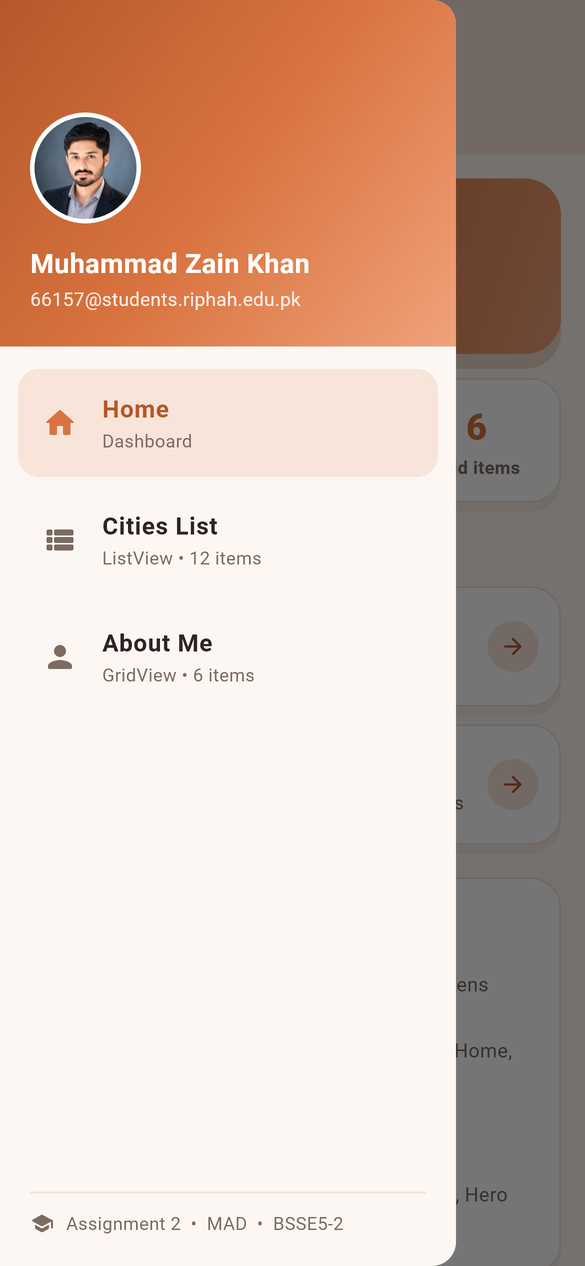 Muhammad Zain Khan
66157@students.riphah.edu.pk
Home
Dashboard
Cities List
ListView • 12 items
About Me
GridView • 6 items
Assignment 2 • MAD • BSSE5-2
6
d items
s
ens
Home,
, Hero